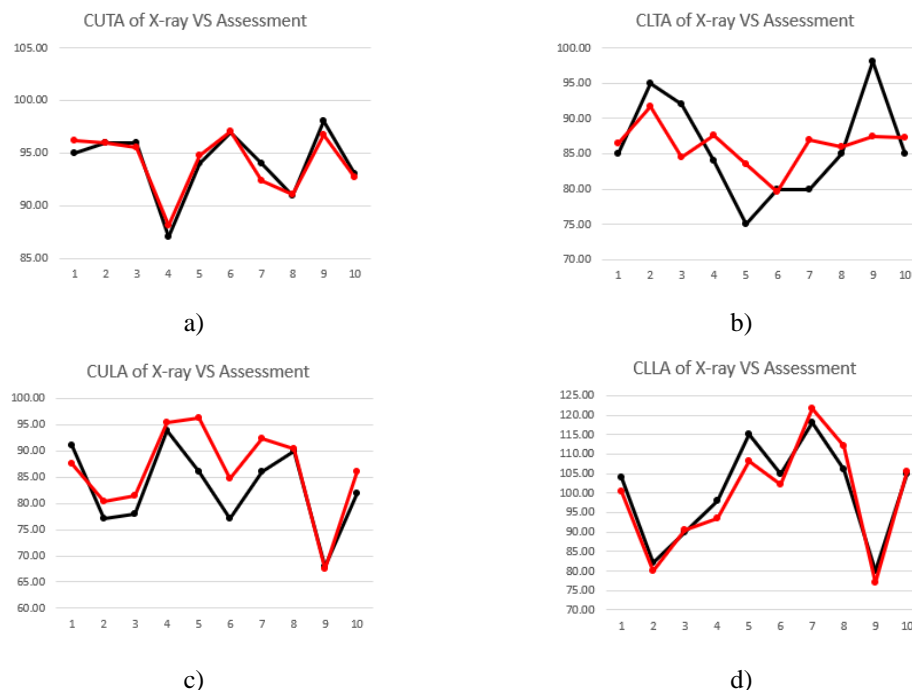 CUTA of X-ray VS Assessment
105.00
100.00
95.00
90.00
85.00
1 2 3 4 5 6 7 8 9 10
a)
CLTA of X-ray VS Assessment
100.00
95.00
90.00
85.00
80.00
75.00
70.00
1 2 3 4 5 6 7 8 9 10
b)
CULA of X-ray VS Assessment
100.00
95.00
90.00
85.00
80.00
75.00
70.00
65.00
60.00
1 2 3 4 5 6 7 8 9 10
c)
CLLA of X-ray VS Assessment
125.00
120.00
115.00
110.00
105.00
100.00
95.00
90.00
85.00
80.00
75.00
70.00
1 2 3 4 5 6 7 8 9 10
d)